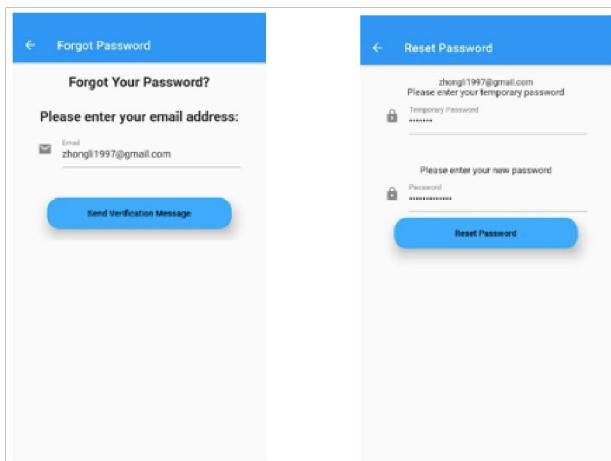 Forgot Password
Forgot Your Password?
Please enter your email address:
Email
zhongli1997@gmail.com
Send Verification Message
Reset Password
zhongli1997@gmail.com
Please enter your temporary password
Temporary Password
•••••••
Please enter your new password
Password
•••••••••••••
Reset Password